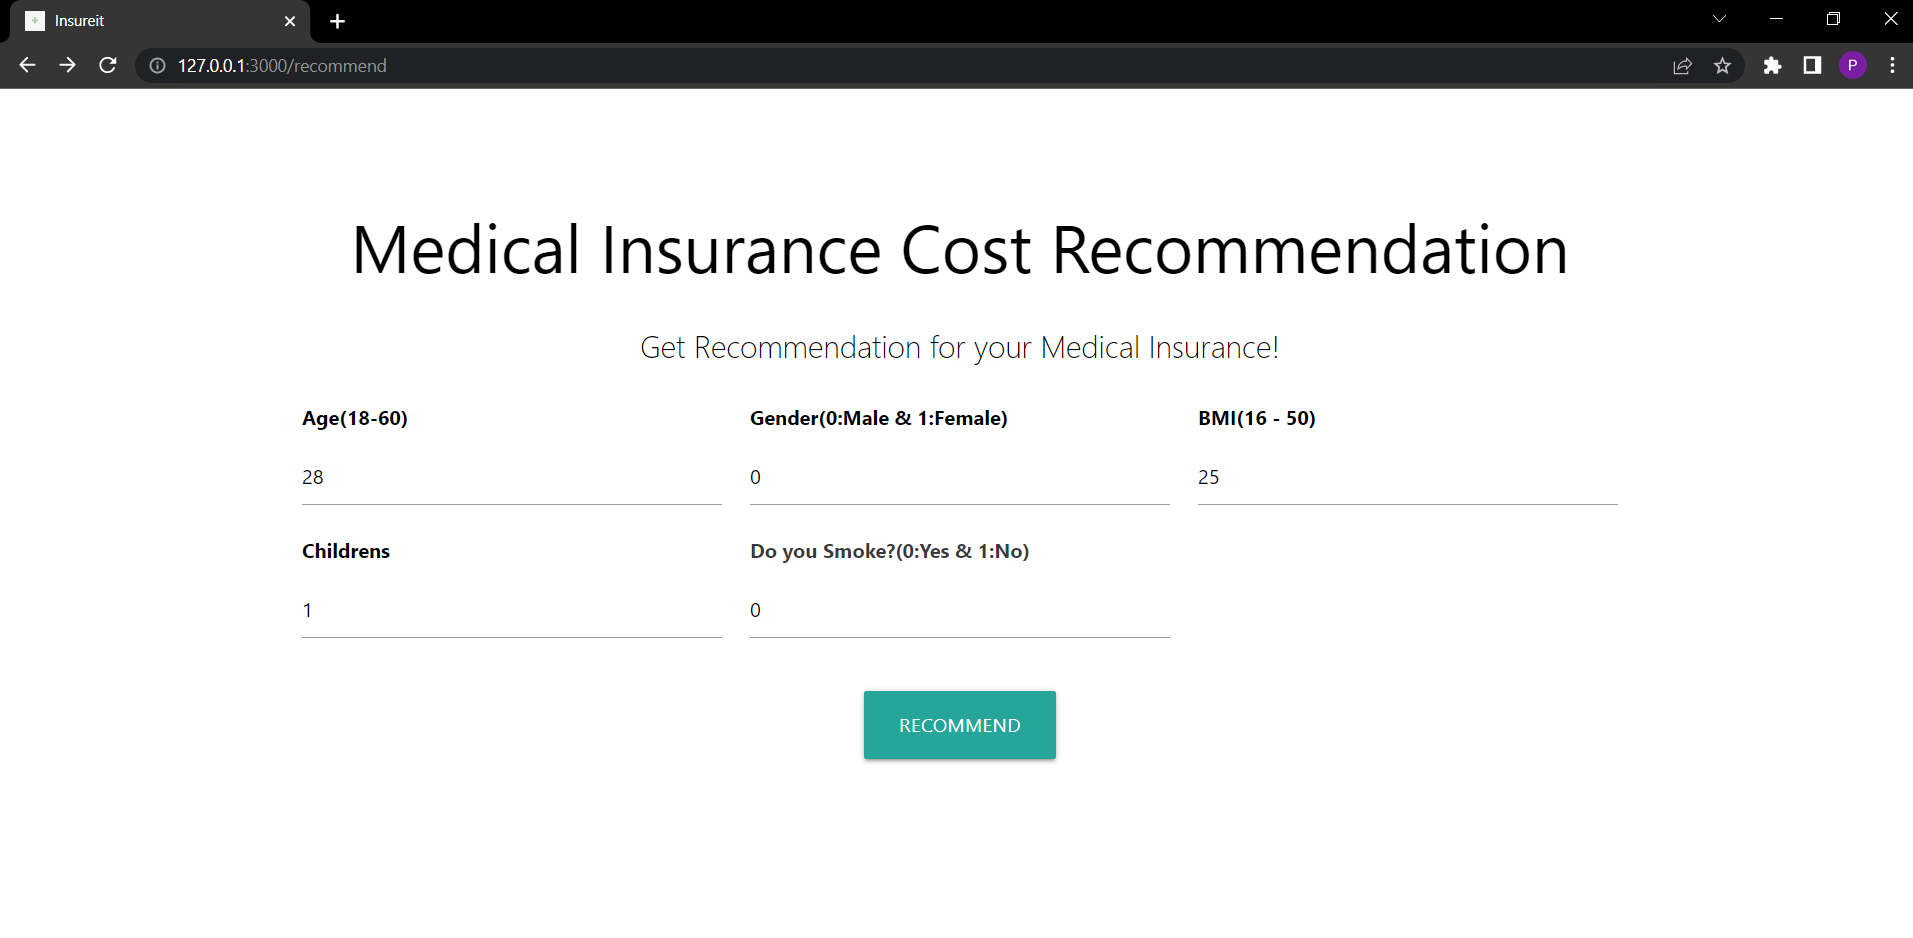 Insureit
127.0.0.1:3000/recommend
P
Medical Insurance Cost Recommendation
Get Recommendation for your Medical Insurance!
Age(18-60)
Gender(0:Male & 1:Female)
BMI(16 - 50)
28
0
25
Childrens
Do you Smoke?(0:Yes & 1:No)
1
0
RECOMMEND